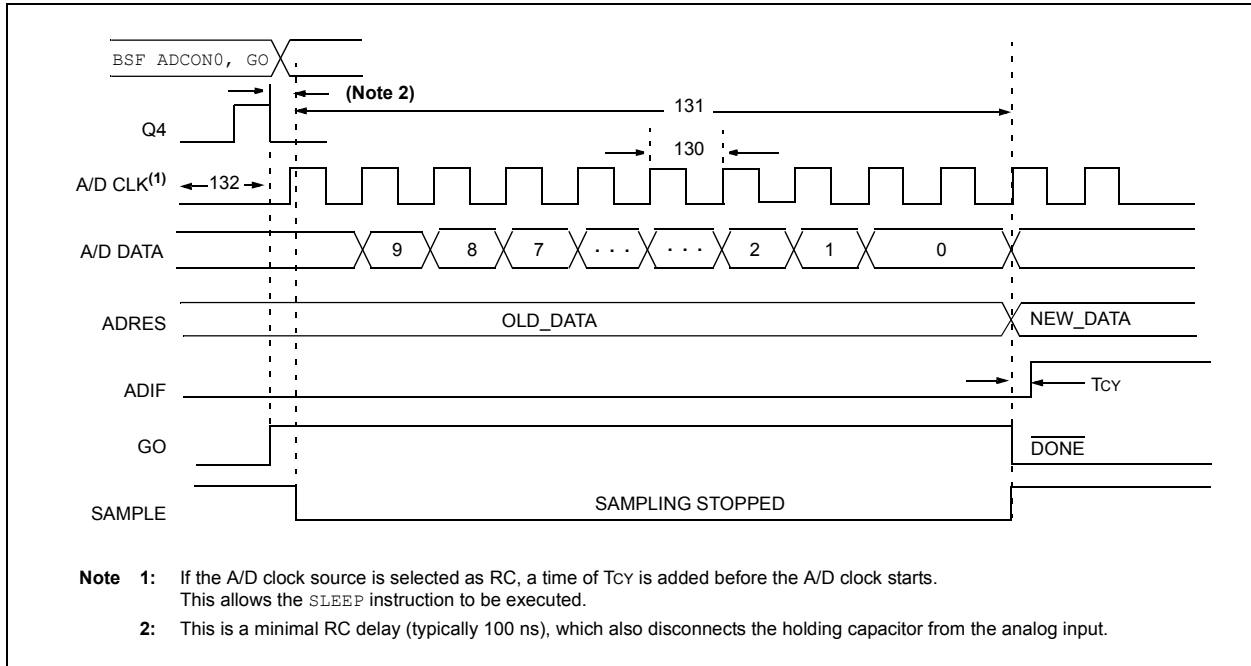 BSF ADCON0, GO
(Note 2)
131
Q4
130
A/D CLK(1)
132
A/D DATA
9 8 7 · · · · · · 2 1 0
ADRES
OLD_DATA
NEW_DATA
ADIF
TCY
GO
DONE
SAMPLE
SAMPLING STOPPED
Note 1: If the A/D clock source is selected as RC, a time of TCY is added before the A/D clock starts.
This allows the SLEEP instruction to be executed.
2: This is a minimal RC delay (typically 100 ns), which also disconnects the holding capacitor from the analog input.